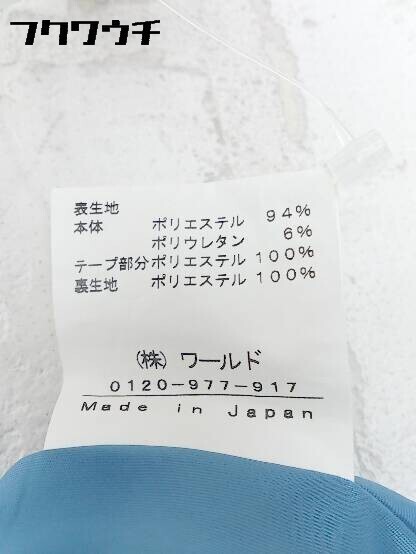 フクワウチ
表生地
本体 ポリエステル 94%
ポリウレタン 6%
テープ部分ポリエステル 100%
裏生地 ポリエステル 100%
(株) ワールド
0120-977-917
Made in Japan